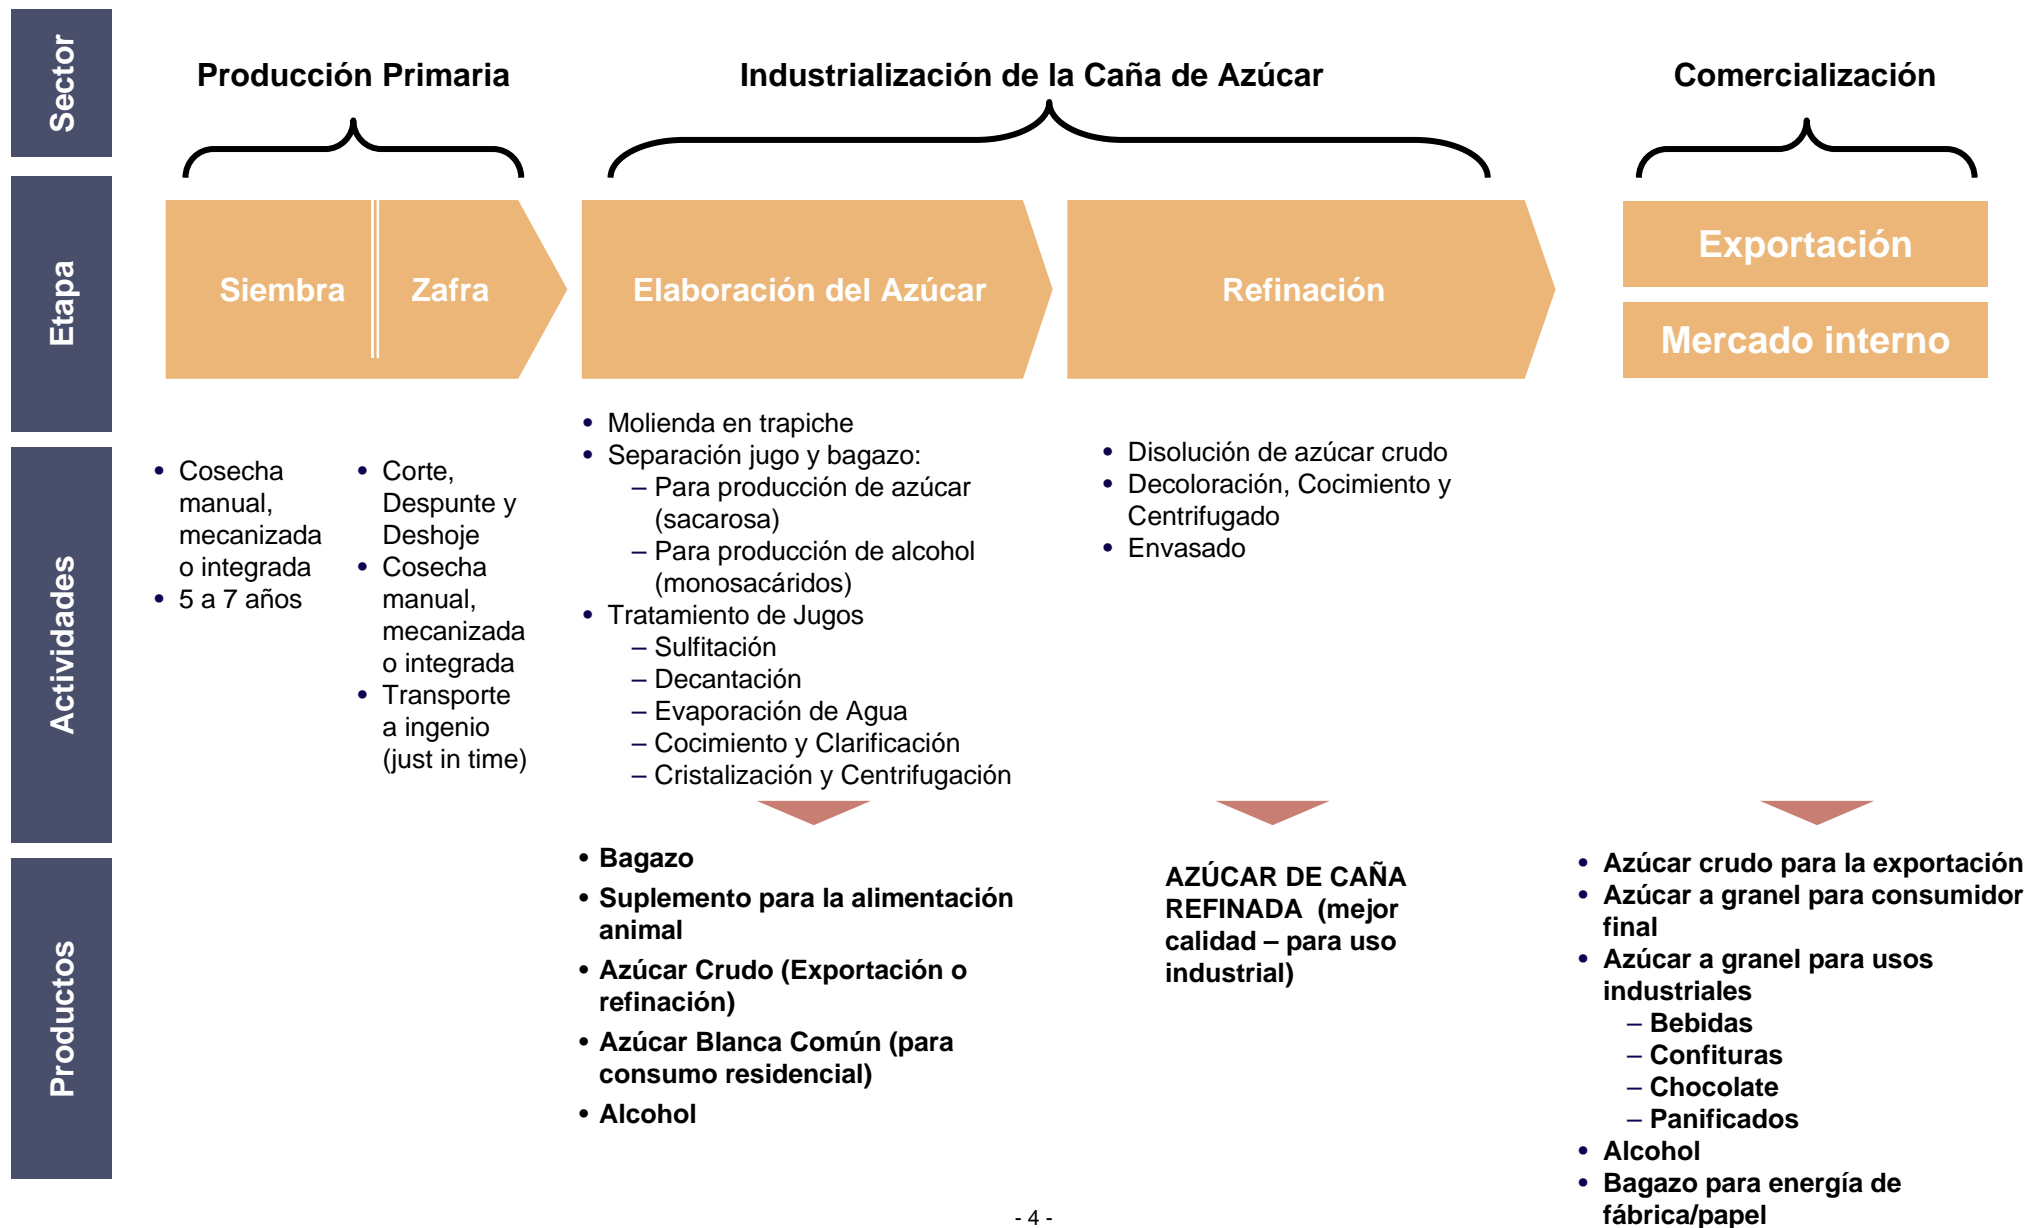 Sector
Producción Primaria
Industrialización de la Caña de Azúcar
Comercialización
Etapa
Siembra
Zafra
Elaboración del Azúcar
Refinación
Exportación
Mercado interno
Actividades
• Cosecha
manual,
mecanizada
o integrada
• 5 a 7 años
• Corte,
Despunte y
Deshoje
• Cosecha
manual,
mecanizada
o integrada
• Transporte
a ingenio
(just in time)
• Molienda en trapiche
• Separación jugo y bagazo:
– Para producción de azúcar
(sacarosa)
– Para producción de alcohol
(monosacáridos)
• Tratamiento de Jugos
– Sulfitación
– Decantación
– Evaporación de Agua
– Cocimiento y Clarificación
– Cristalización y Centrifugación
• Disolución de azúcar crudo
• Decoloración, Cocimiento y
Centrifugado
• Envasado
Productos
• Bagazo
• Suplemento para la alimentación
animal
• Azúcar Crudo (Exportación o
refinación)
• Azúcar Blanca Común (para
consumo residencial)
• Alcohol
AZÚCAR DE CAÑA
REFINADA (mejor
calidad – para uso
industrial)
• Azúcar crudo para la exportación
• Azúcar a granel para consumidor
final
• Azúcar a granel para usos
industriales
– Bebidas
– Confituras
– Chocolate
– Panificados
• Alcohol
• Bagazo para energía de
fábrica/papel
- 4 -